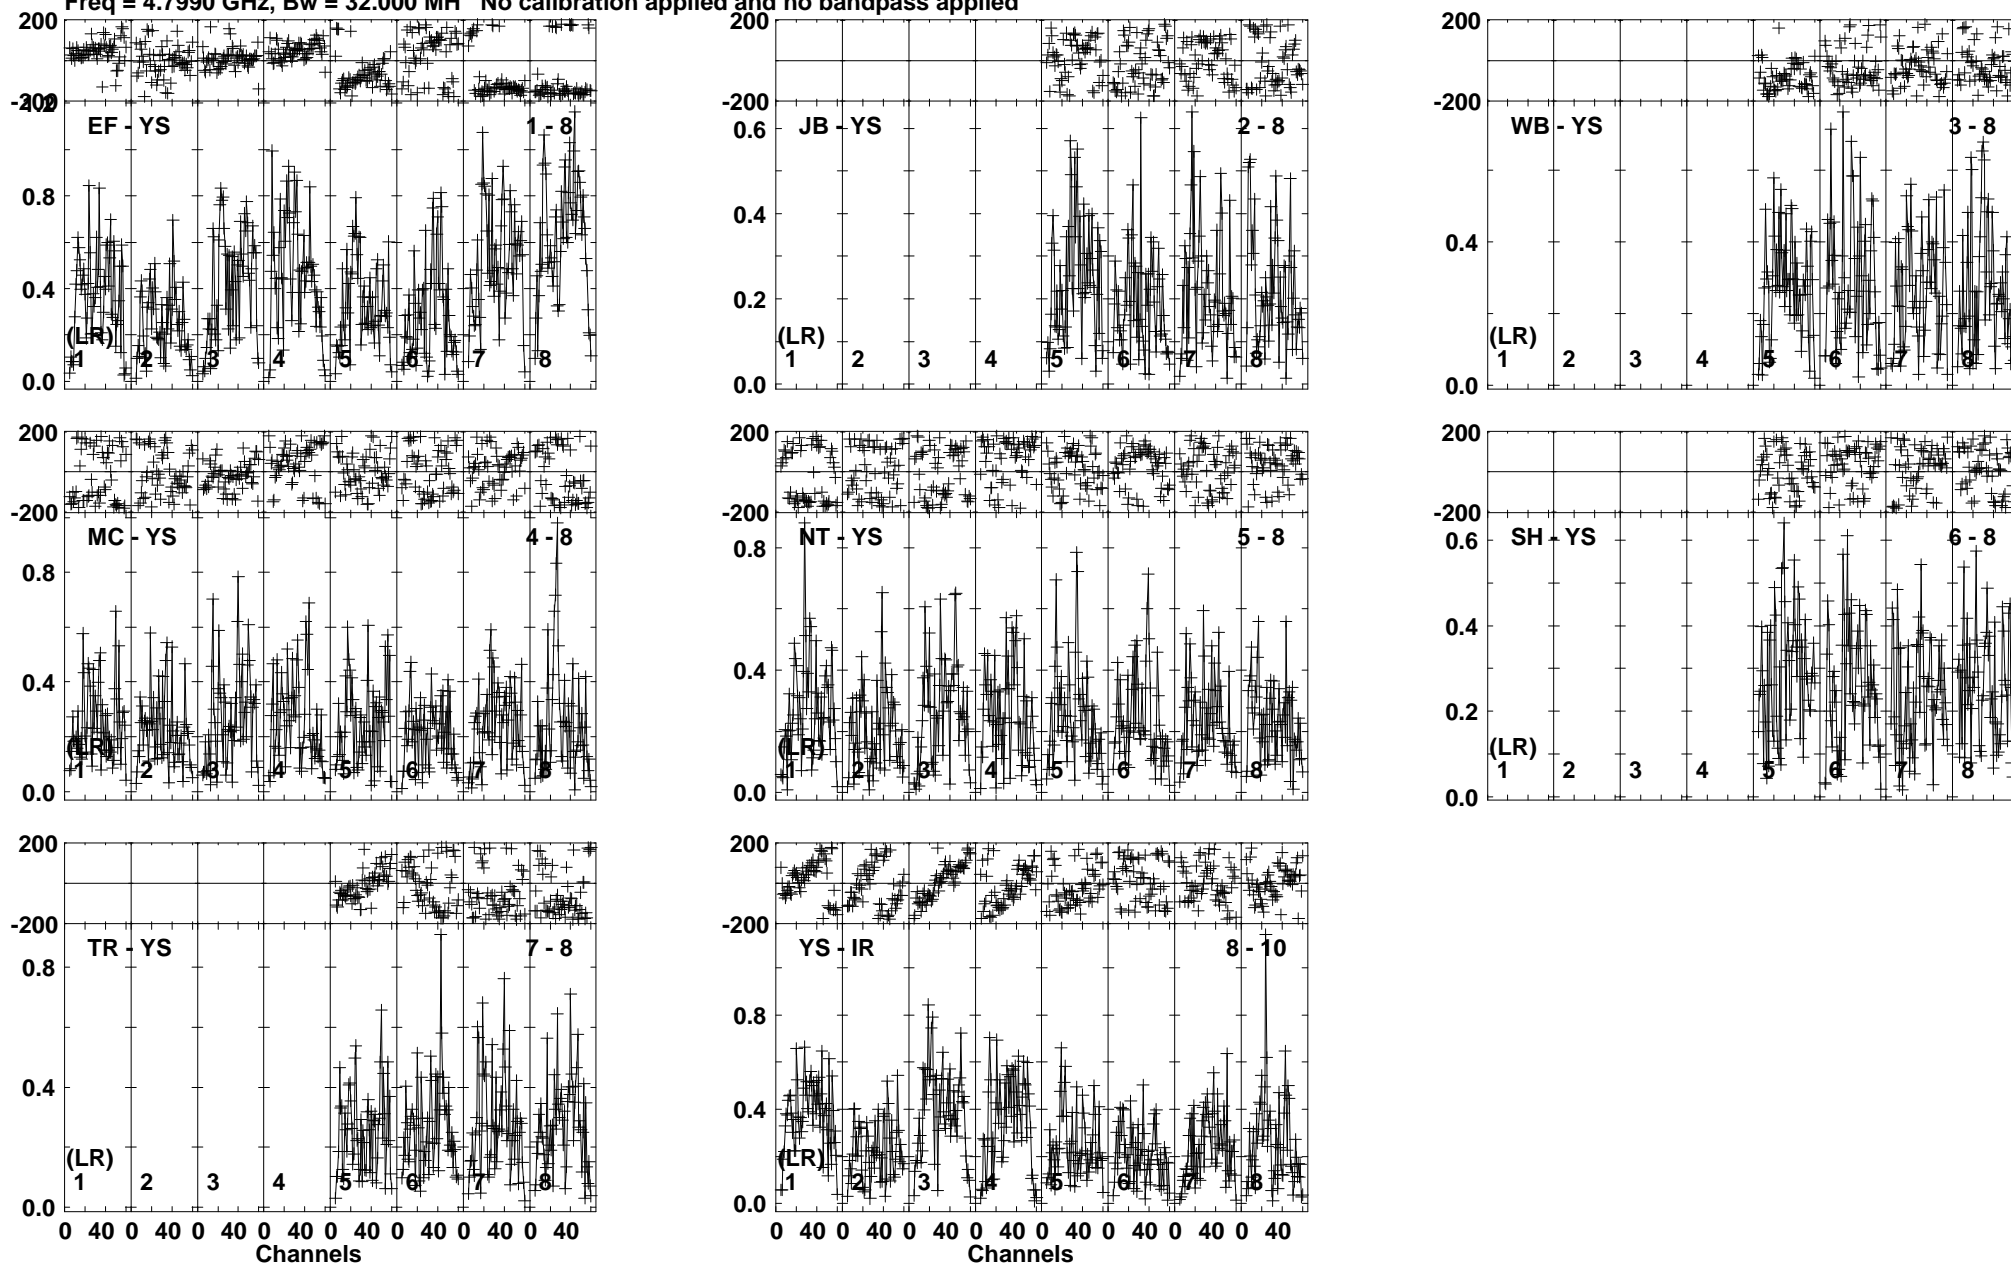 Freq = 4.7990 GHz, Bw = 32.000 MH No calibration applied and no bandpass applied
200
-200
EF - YS 1 - 8
0.8
0.4
(LR)
1 2 3 4 5 6 7 8
0.0
200
-200
JB - YS 2 - 8
0.6
0.4
0.2
(LR)
1 2 3 4 5 6 7 8
0.0
200
-200
WB - YS 3 - 8
0.4
(LR)
1 2 3 4 5 6 7 8
0.0
200
-200
MC - YS 4 - 8
0.8
0.4
(LR)
1 2 3 4 5 6 7 8
0.0
200
-200
NT - YS 5 - 8
0.8
0.4
(LR)
1 2 3 4 5 6 7 8
0.0
200
-200
SH - YS 6 - 8
0.6
0.4
0.2
(LR)
1 2 3 4 5 6 7 8
0.0
200
-200
TR - YS 7 - 8
0.8
0.4
(LR)
1 2 3 4 5 6 7 8
0.0
0 40 0 40 0 40 0 40 0 40 0 40 0 40 0 40
Channels
200
-200
YS - IR 8 - 10
0.8
0.4
(LR)
1 2 3 4 5 6 7 8
0.0
0 40 0 40 0 40 0 40 0 40 0 40 0 40 0 40
Channels